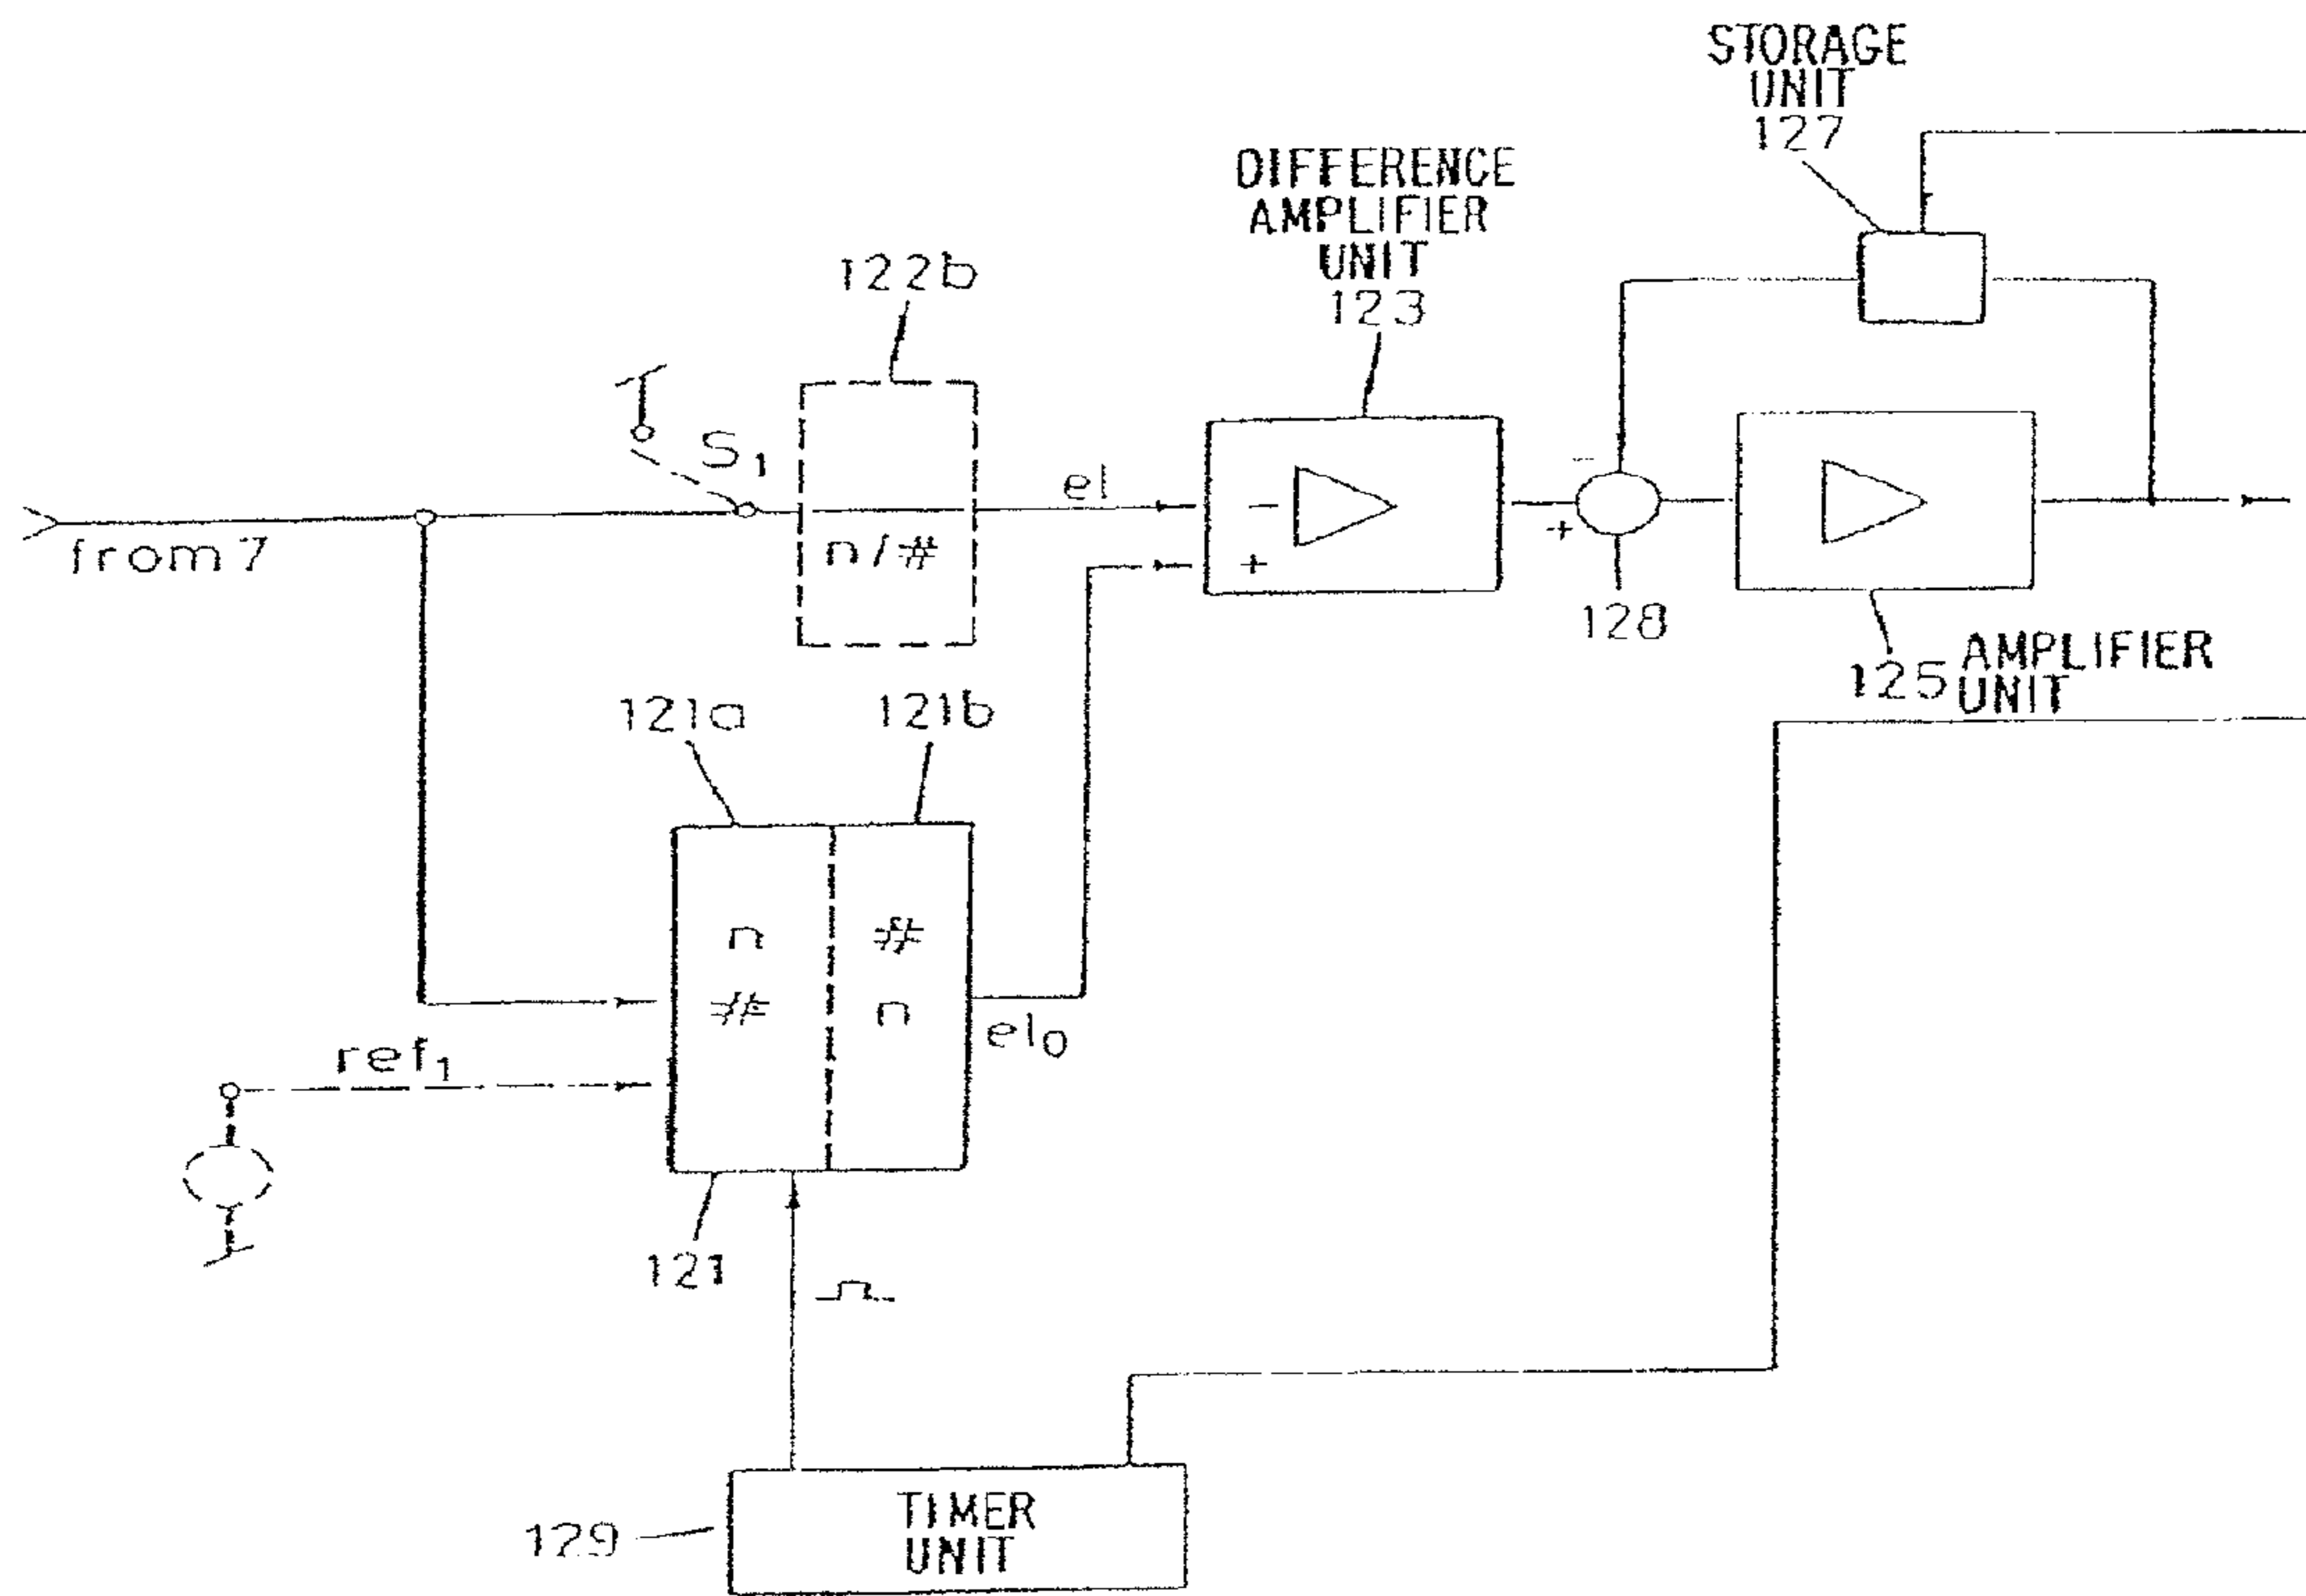 STORAGE
UNIT
127
DIFFERENCE
AMPLIFIER
UNIT
123
122b
S1
el
from 7
n/#
−
+
−
+
128
125
AMPLIFIER
UNIT
121a
121b
n
#
#
n
el0
ref1
121
129
TIMER
UNIT